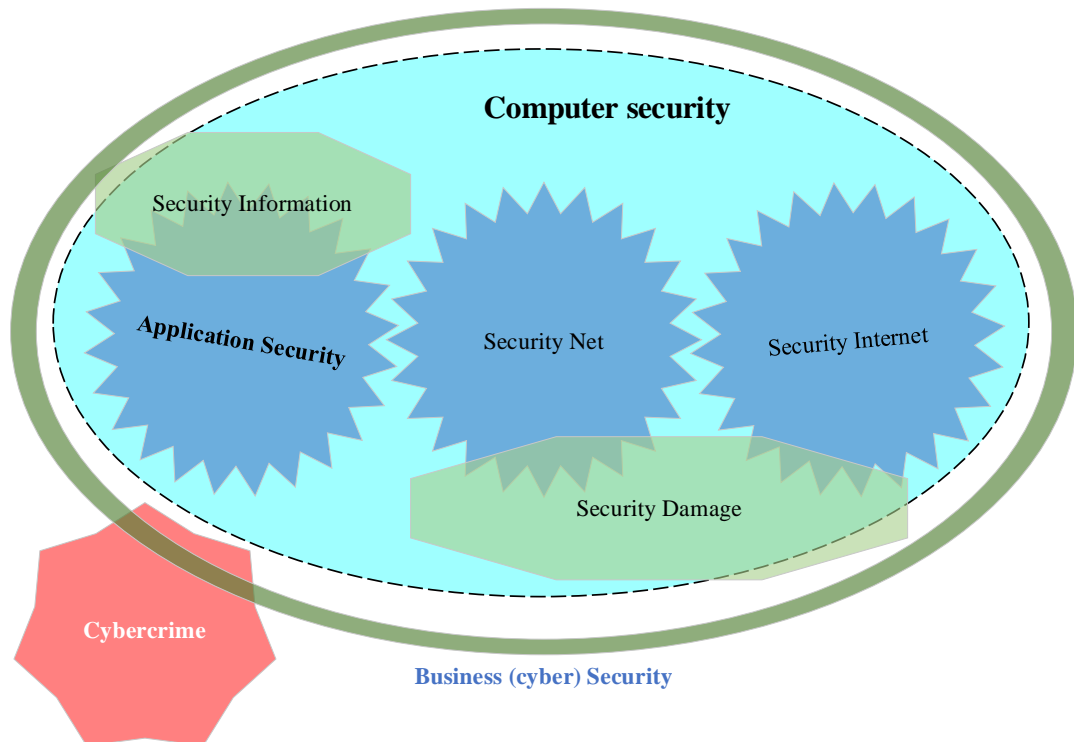 Computer security
Security Information
Application Security
Security Net
Security Internet
Security Damage
Cybercrime
Business (cyber) Security